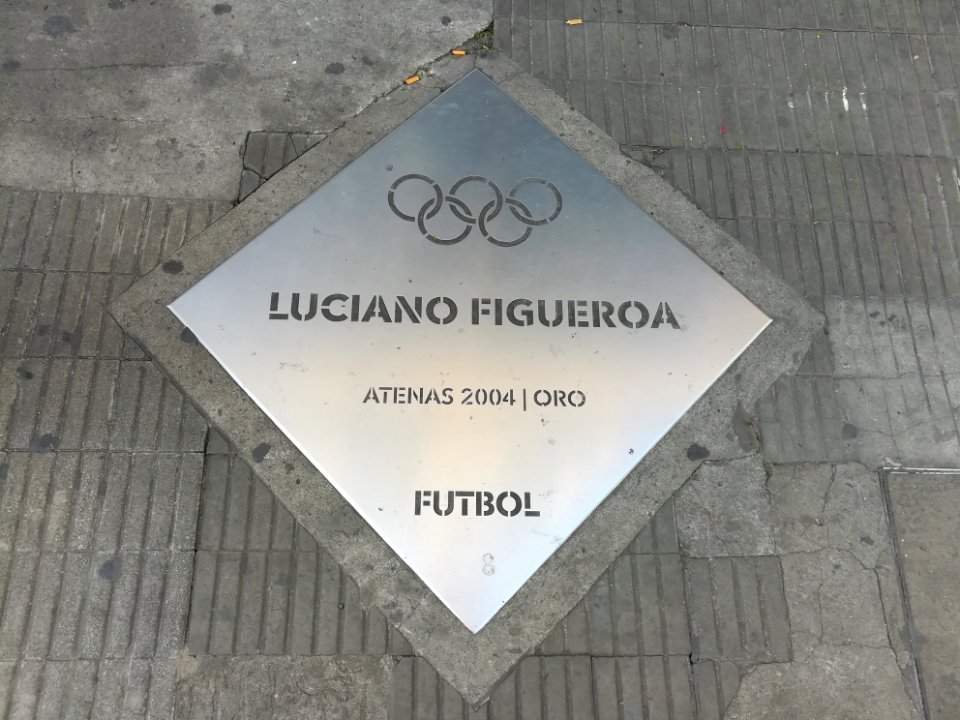 LUCIANO FIGUEROA
ATENAS 2004 | ORO
FUTBOL